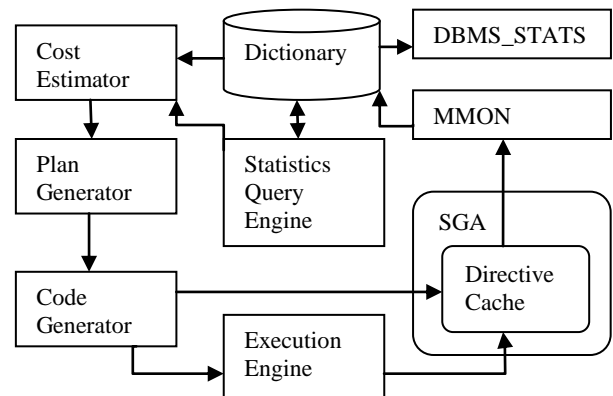 Cost
Estimator
Dictionary
DBMS_STATS
MMON
Plan
Generator
Statistics
Query
Engine
SGA
Directive
Cache
Code
Generator
Execution
Engine